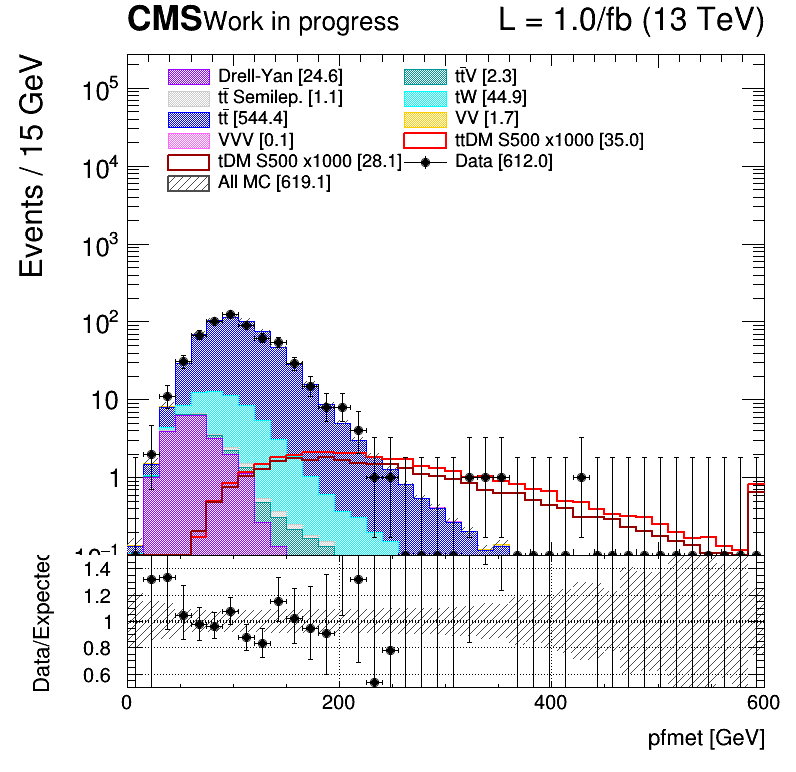 CMS Work in progress L = 1.0/fb (13 TeV)
Events / 15 GeV
Drell-Yan [24.6] tt̄V [2.3]
tt̄ Semilep. [1.1] tW [44.9]
tt̄ [544.4] VV [1.7]
VVV [0.1] ttDM S500 x1000 [35.0]
tDM S500 x1000 [28.1] Data [612.0]
All MC [619.1]
10⁵
10⁴
10³
10²
10
1
10⁻¹
Data/Expected
1.4
1.2
1
0.8
0.6
0 200 400 600
pfmet [GeV]